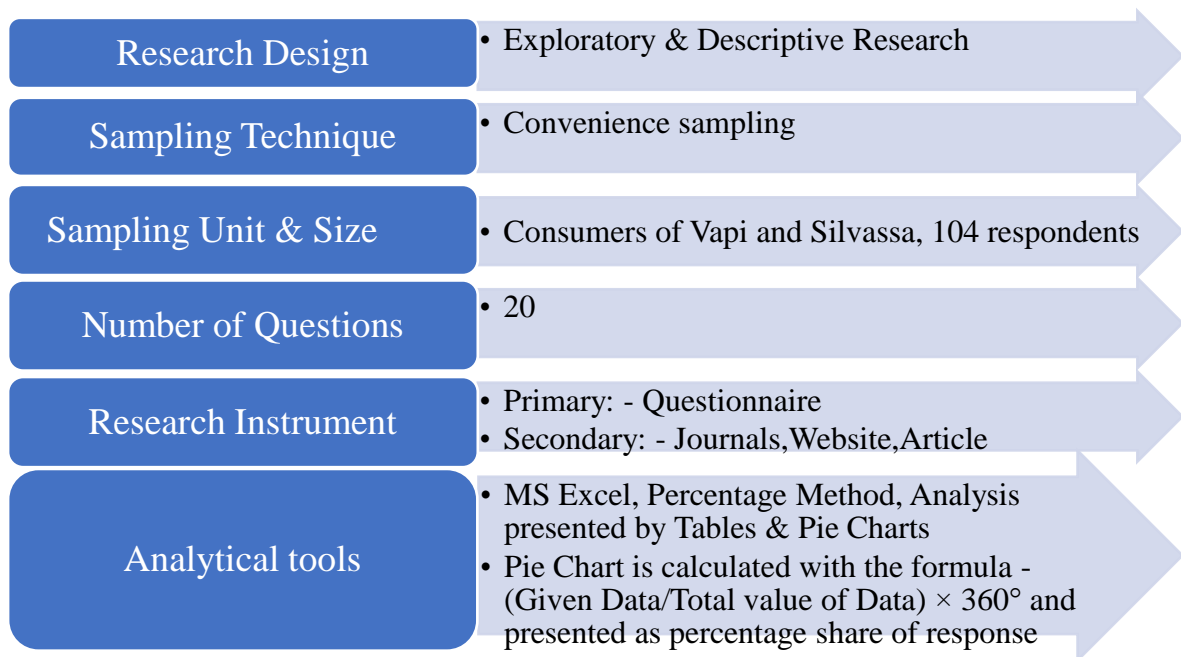 Research Design
• Exploratory & Descriptive Research
Sampling Technique
• Convenience sampling
Sampling Unit & Size
• Consumers of Vapi and Silvassa, 104 respondents
Number of Questions
• 20
Research Instrument
• Primary: - Questionnaire
• Secondary: - Journals,Website,Article
Analytical tools
• MS Excel, Percentage Method, Analysis
presented by Tables & Pie Charts
• Pie Chart is calculated with the formula -
(Given Data/Total value of Data) × 360° and
presented as percentage share of response